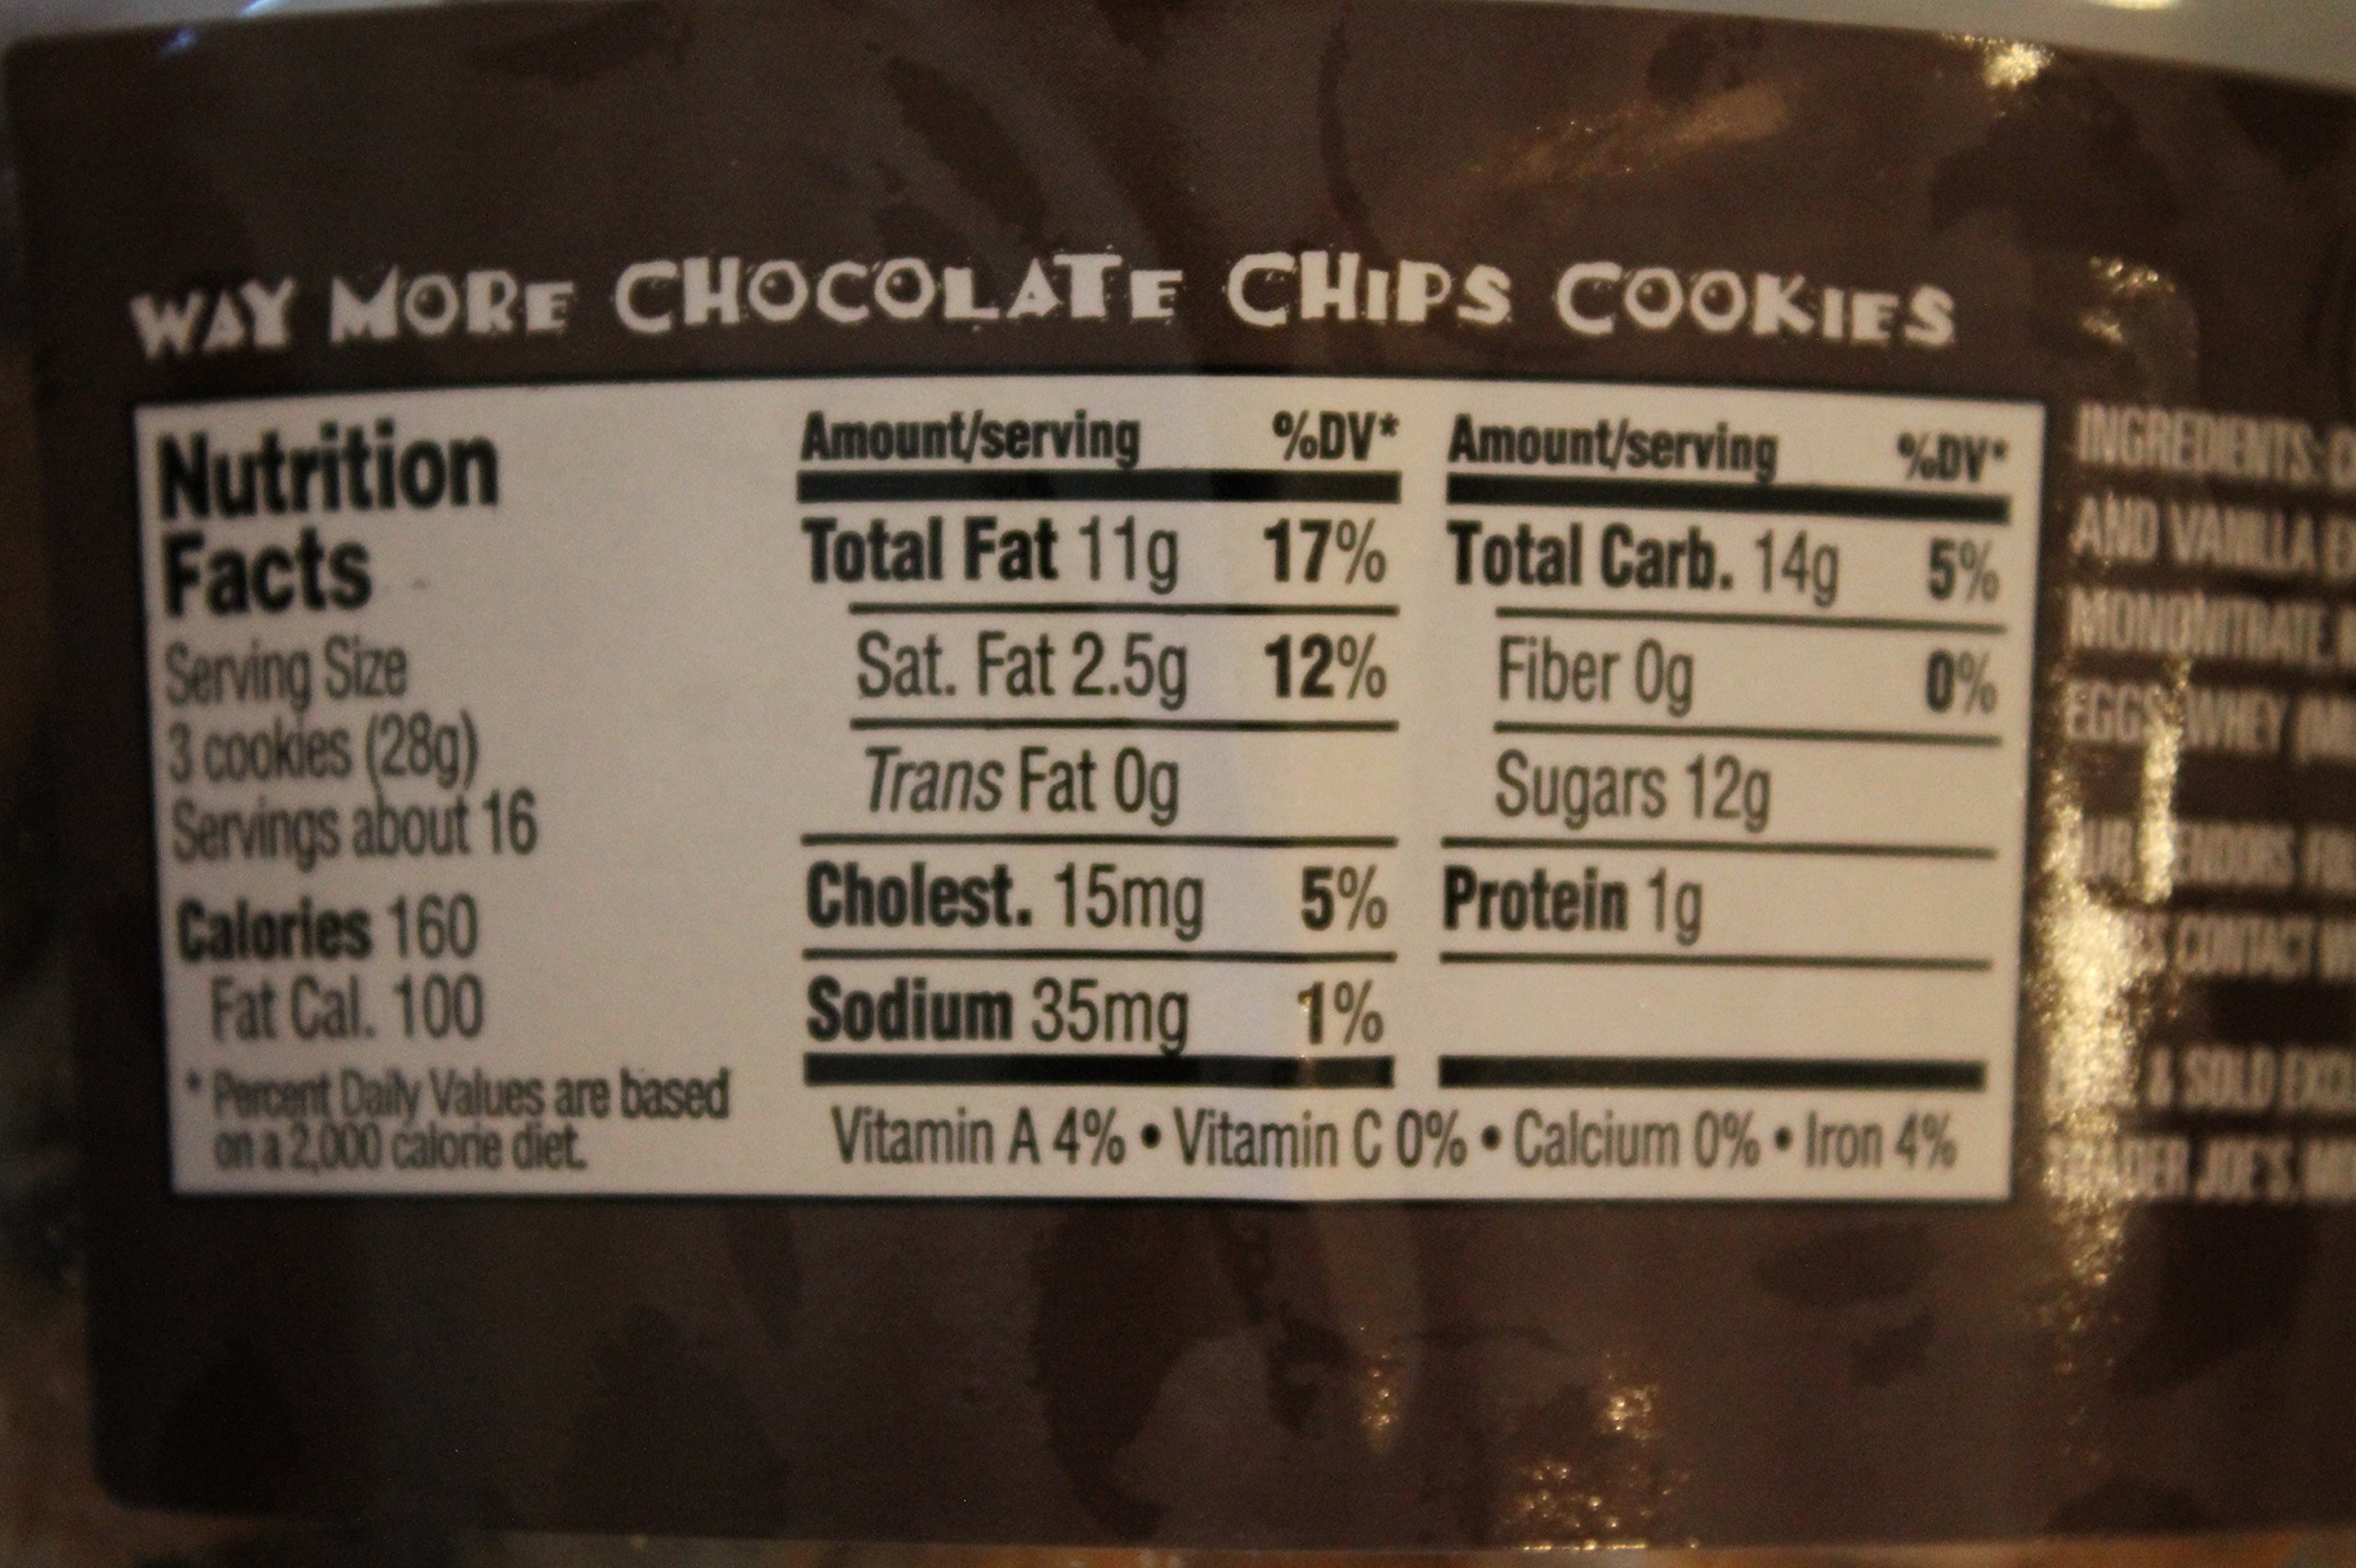 WAY MORE CHOCOLATE CHIPS COOKIES
Nutrition
Facts
Serving Size
3 cookies (28g)
Servings about 16
Calories 160
Fat Cal. 100
* Percent Daily Values are based
on a 2,000 calorie diet.
Amount/serving %DV*
Total Fat 11g 17%
Sat. Fat 2.5g 12%
Trans Fat 0g
Cholest. 15mg 5%
Sodium 35mg 1%
Amount/serving %DV*
Total Carb. 14g 5%
Fiber 0g 0%
Sugars 12g
Protein 1g
Vitamin A 4% • Vitamin C 0% • Calcium 0% • Iron 4%
INGREDIENTS:
AND VANILLA
MONONITRATE,
EGGS, WHEY
CONTACT
& SOLD
JOE'S,